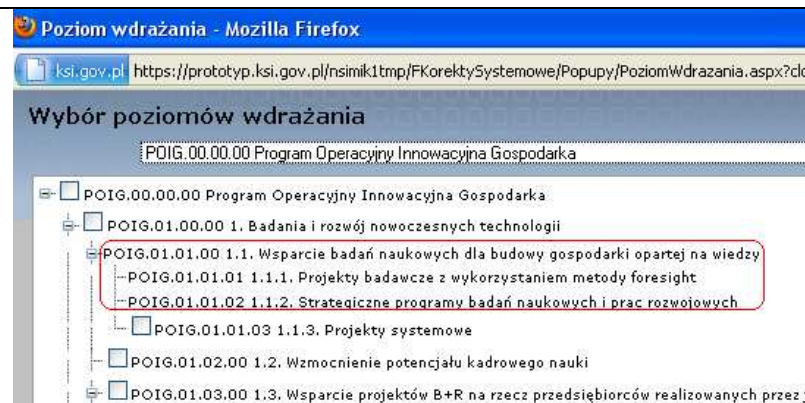 Poziom wdrażania - Mozilla Firefox
ksi.gov.pl https://prototyp.ksi.gov.pl/nsimik1tmp/FKorektySystemowe/Popupy/PoziomWdrazania.aspx?clo
Wybór poziomów wdrażania
POIG.00.00.00 Program Operacyjny Innowacyjna Gospodarka
POIG.00.00.00 Program Operacyjny Innowacyjna Gospodarka
POIG.01.00.00 1. Badania i rozwój nowoczesnych technologii
POIG.01.01.00 1.1. Wsparcie badań naukowych dla budowy gospodarki opartej na wiedzy
POIG.01.01.01 1.1.1. Projekty badawcze z wykorzystaniem metody foresight
POIG.01.01.02 1.1.2. Strategiczne programy badań naukowych i prac rozwojowych
POIG.01.01.03 1.1.3. Projekty systemowe
POIG.01.02.00 1.2. Wzmocnienie potencjału kadrowego nauki
POIG.01.03.00 1.3. Wsparcie projektów B+R na rzecz przedsiębiorców realizowanych przez